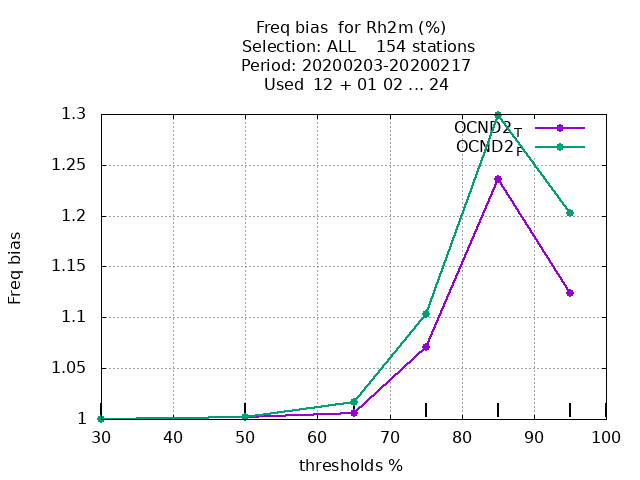 Freq bias  for Rh2m (%)
Selection: ALL    154 stations
Period: 20200203-20200217
Used  12 + 01 02 ... 24
1.3
1.25
1.2
1.15
1.1
1.05
1
Freq bias
OCND2T
OCND2F
30 40 50 60 70 80 90 100
thresholds %